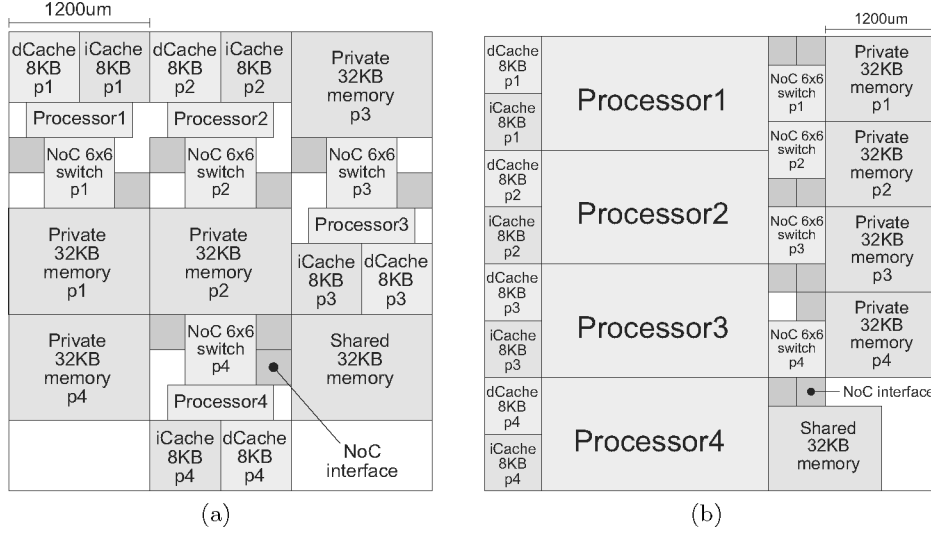 1200um
dCache
8KB
p1
iCache
8KB
p1
dCache
8KB
p2
iCache
8KB
p2
Private
32KB
memory
p3
Processor1
Processor2
NoC 6x6
switch
p1
NoC 6x6
switch
p2
NoC 6x6
switch
p3
Private
32KB
memory
p1
Private
32KB
memory
p2
Processor3
iCache
8KB
p3
dCache
8KB
p3
Private
32KB
memory
p4
NoC 6x6
switch
p4
Shared
32KB
memory
Processor4
iCache
8KB
p4
dCache
8KB
p4
NoC
interface
(a)
1200um
dCache
8KB
p1
iCache
8KB
p1
Processor1
NoC 6x6
switch
p1
Private
32KB
memory
p1
dCache
8KB
p2
iCache
8KB
p2
Processor2
NoC 6x6
switch
p2
Private
32KB
memory
p2
NoC 6x6
switch
p3
Private
32KB
memory
p3
dCache
8KB
p3
iCache
8KB
p3
Processor3
NoC 6x6
switch
p4
Private
32KB
memory
p4
dCache
8KB
p4
iCache
8KB
p4
Processor4
NoC interface
Shared
32KB
memory
(b)